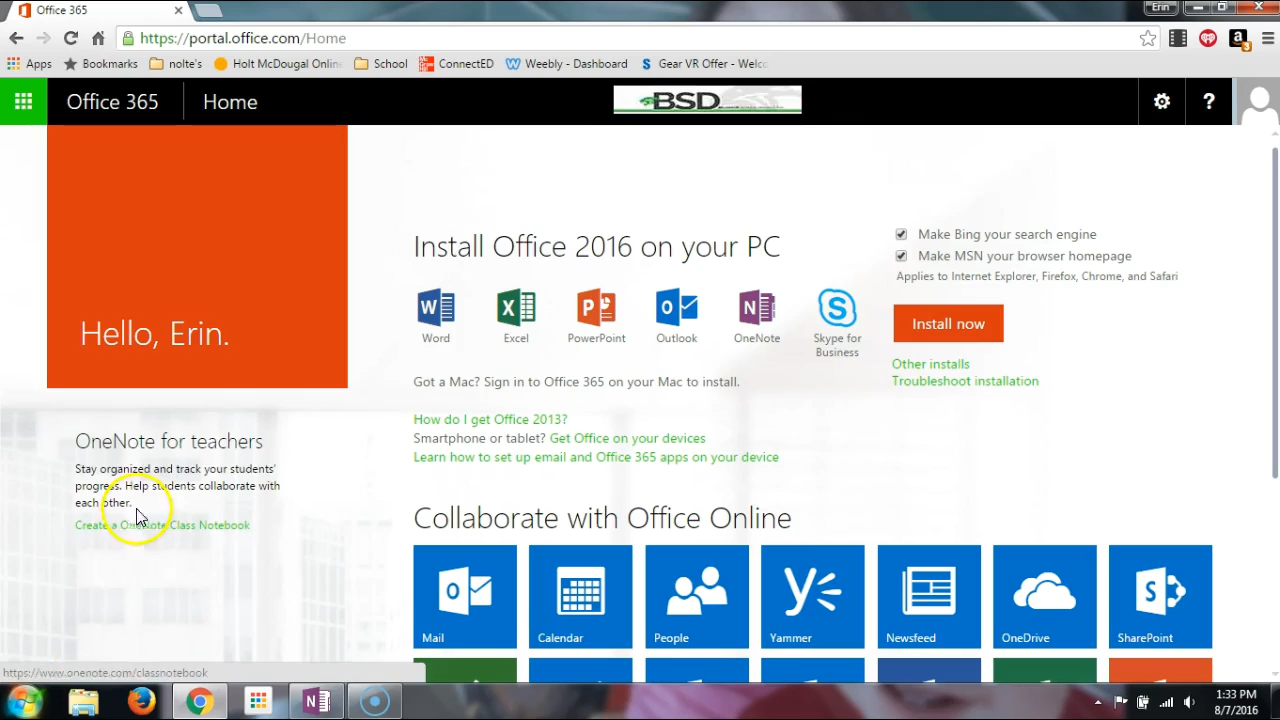 Office 365
Erin
https://portal.office.com/Home
3
Apps
Bookmarks
nolte's
Holt McDougal Onlin
School
ConnectED
Weebly - Dashboard
Gear VR Offer - Welc
Office 365
Home
BSD
?
Hello, Erin.
Install Office 2016 on your PC
Word
Excel
PowerPoint
Outlook
OneNote
Skype for
Business
Make Bing your search engine
Make MSN your browser homepage
Applies to Internet Explorer, Firefox, Chrome, and Safari
Install now
Other installs
Troubleshoot installation
Got a Mac? Sign in to Office 365 on your Mac to install.
How do I get Office 2013?
Smartphone or tablet? Get Office on your devices
Learn how to set up email and Office 365 apps on your device
OneNote for teachers
Stay organized and track your students'
progress. Help students collaborate with
each other.
Create a OneNote Class Notebook
Collaborate with Office Online
Mail
Calendar
People
Yammer
Newsfeed
OneDrive
SharePoint
https://www.onenote.com/classnotebook
1:33 PM
8/7/2016